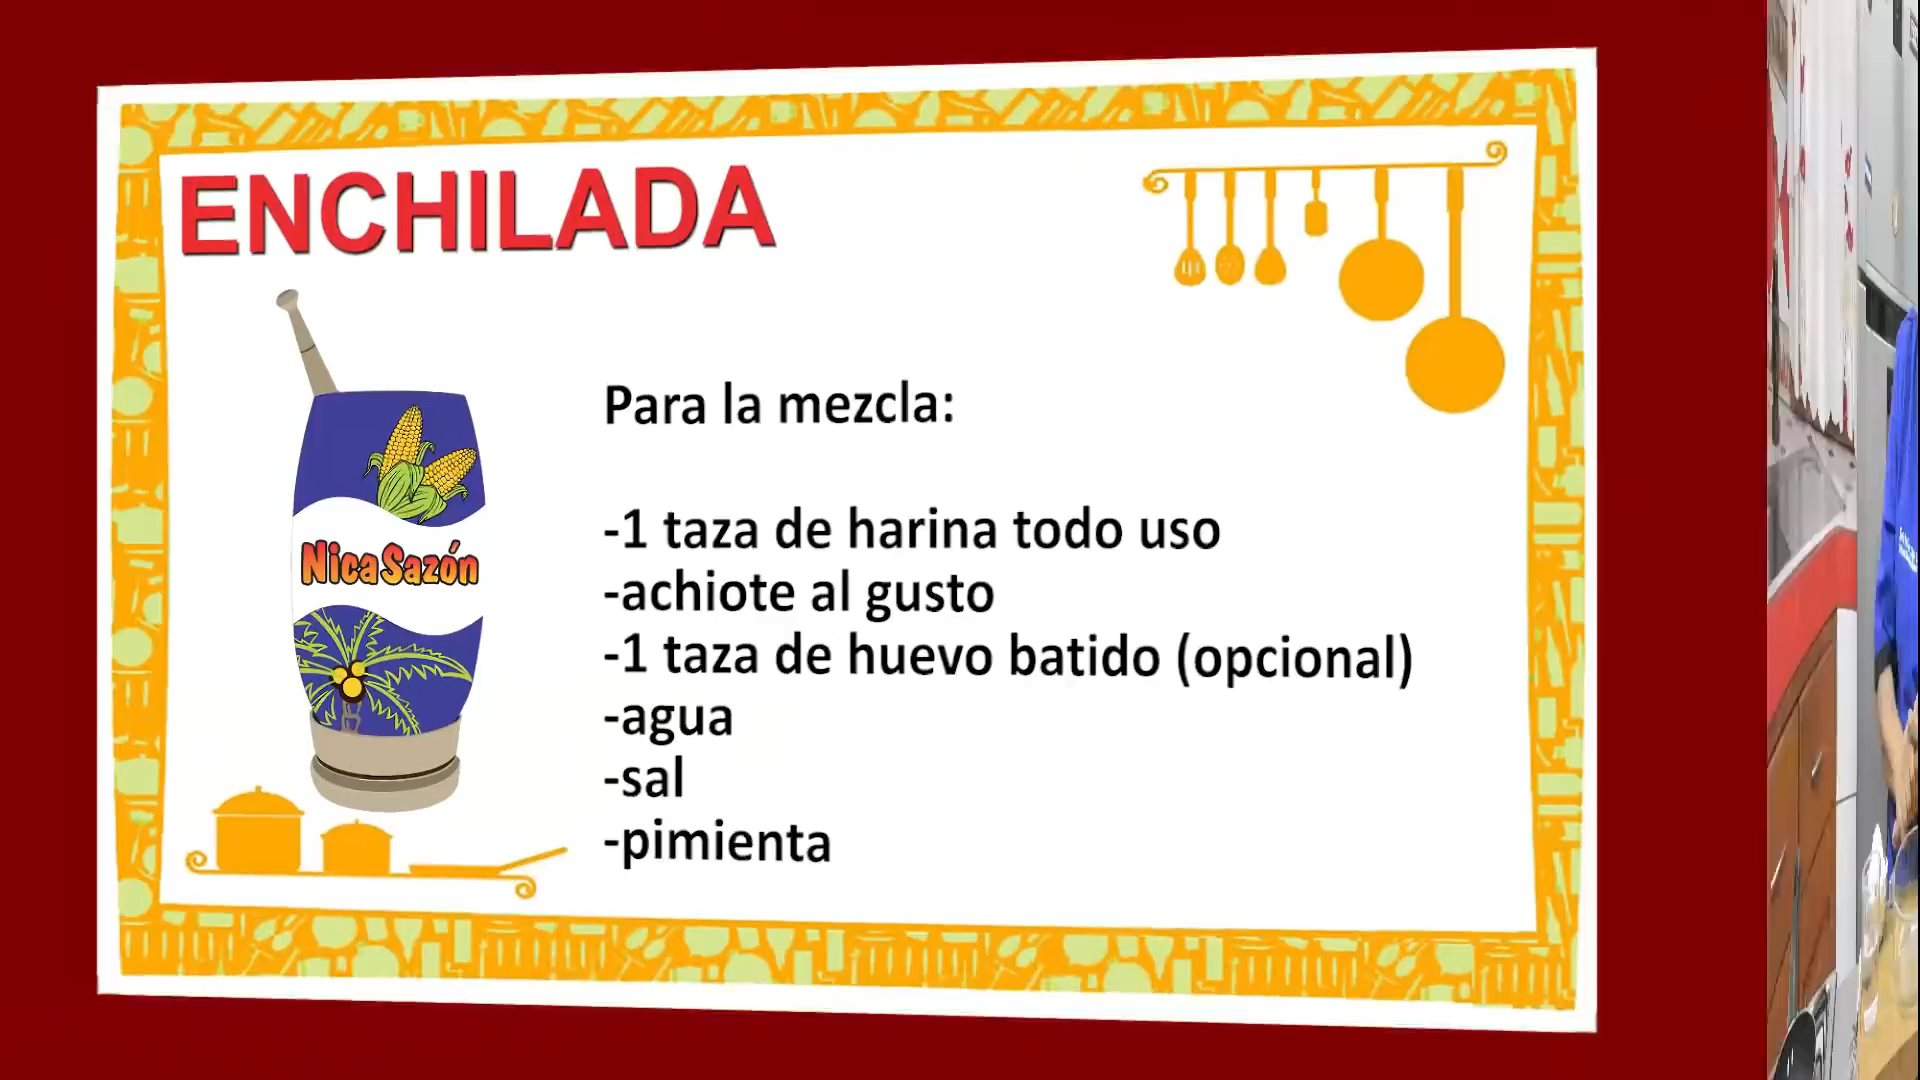 ENCHILADA
NicaSazón
Para la mezcla:
-1 taza de harina todo uso
-achiote al gusto
-1 taza de huevo batido (opcional)
-agua
-sal
-pimienta